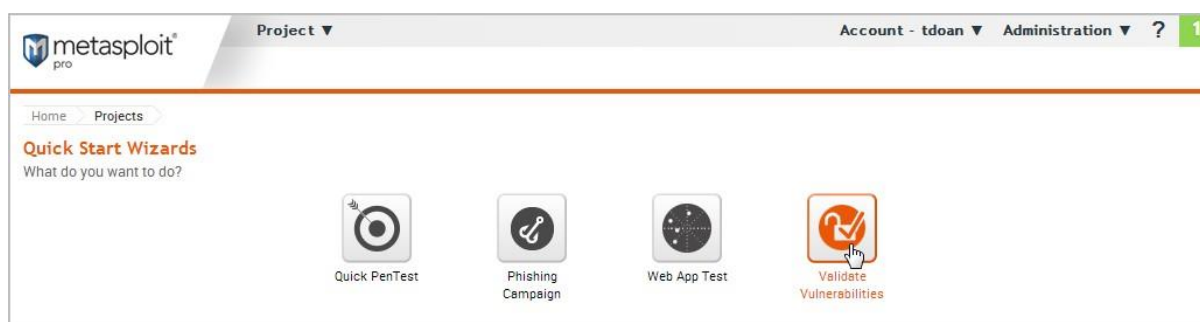 metasploit®
pro
Project ▼
Account - tdoan ▼ Administration ▼ ? 1
Home Projects
Quick Start Wizards
What do you want to do?
Quick PenTest
Phishing
Campaign
Web App Test
Validate
Vulnerabilities